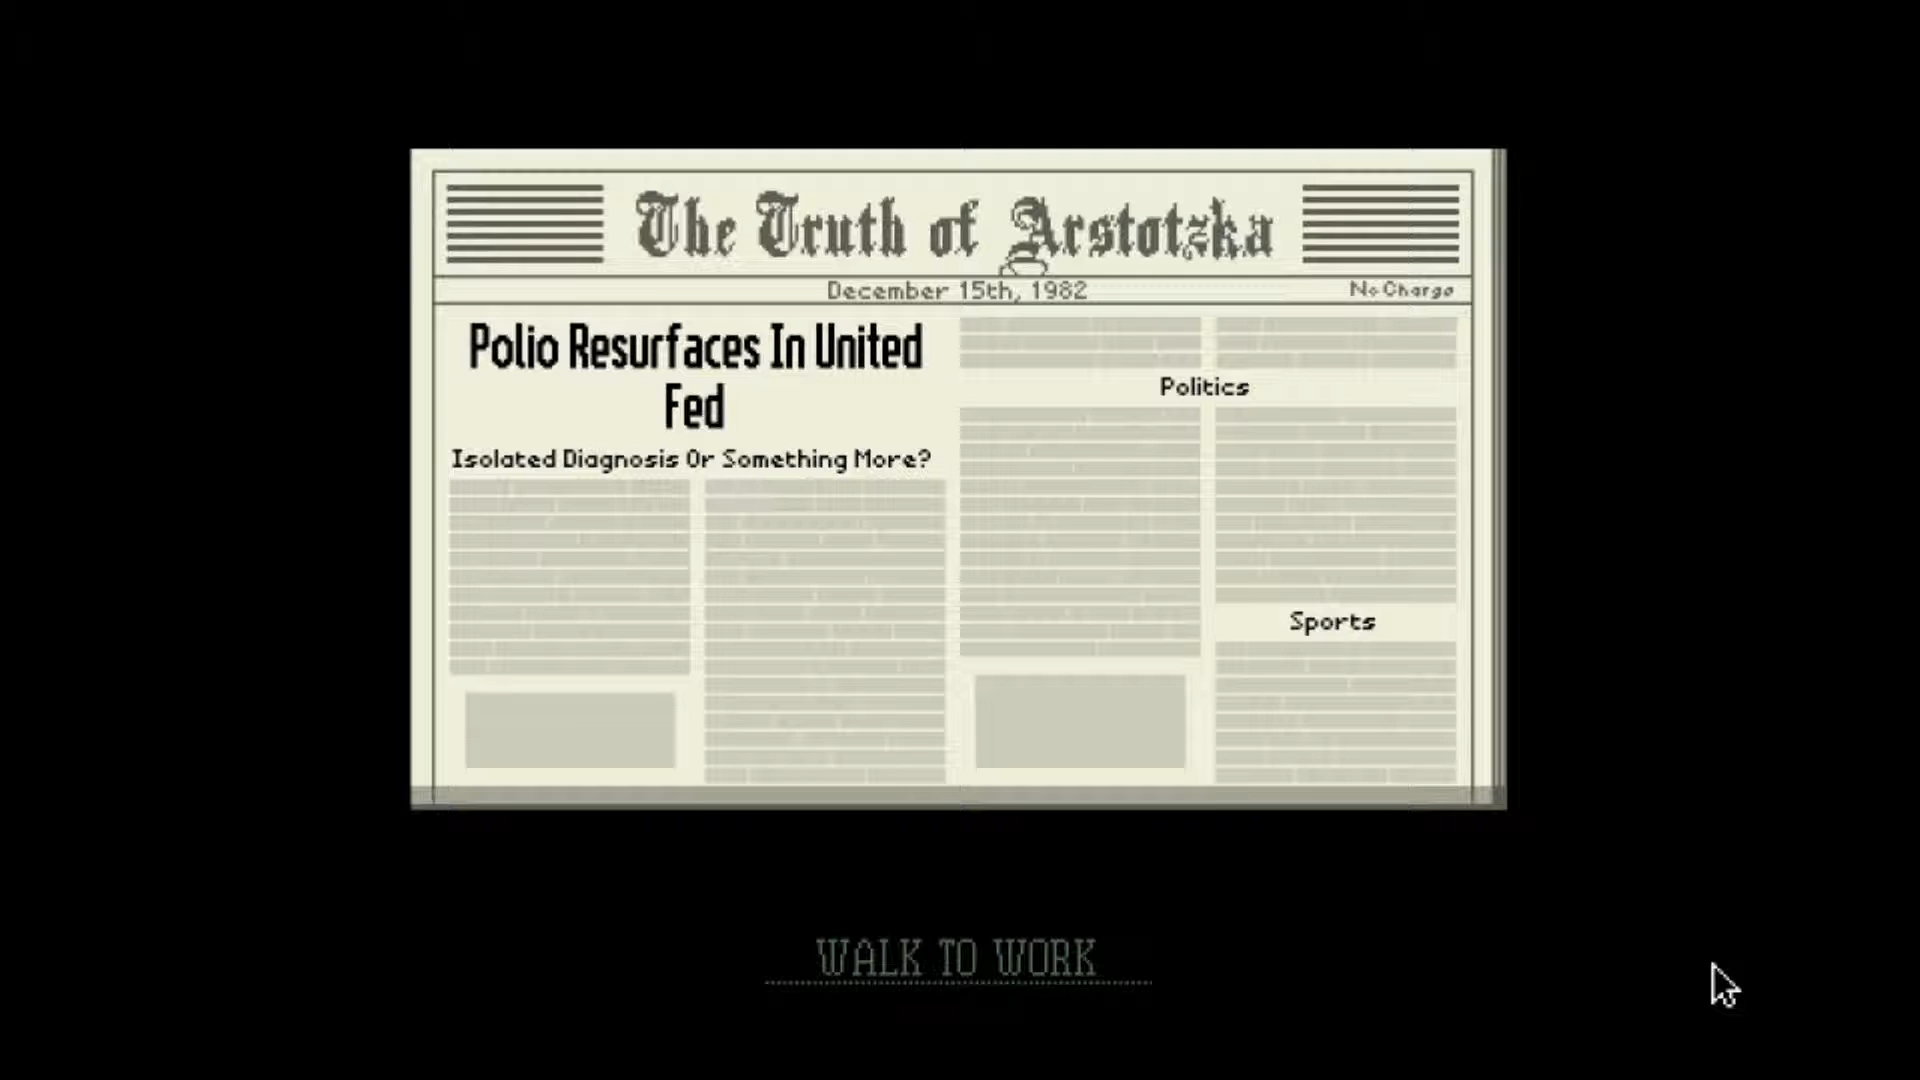 The Truth of Arstotzka
December 15th, 1982
No Charge
Polio Resurfaces In United
Fed
Isolated Diagnosis Or Something More?
Politics
Sports
WALK TO WORK